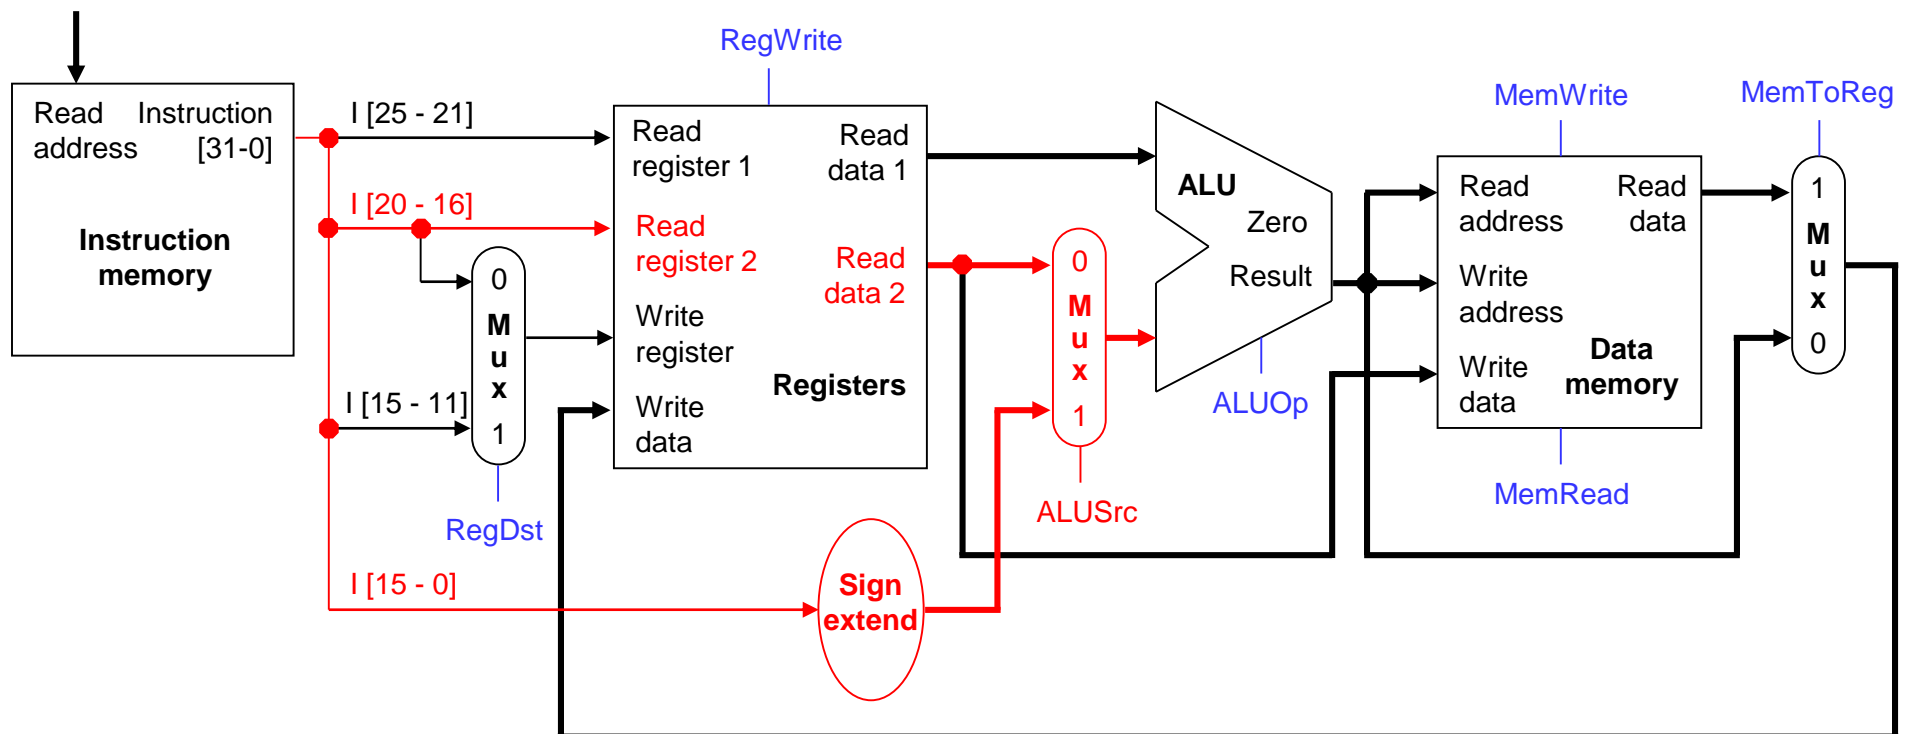 Read address
Instruction [31-0]
Instruction memory
I [25 - 21]
I [20 - 16]
I [15 - 11]
I [15 - 0]
0
Mux
1
RegDst
RegWrite
Read register 1
Read register 2
Write register
Write data
Read data 1
Read data 2
Registers
Sign extend
0
Mux
1
ALUSrc
ALU
Zero
Result
ALUOp
MemWrite
Read address
Write address
Write data
Read data
Data memory
MemRead
MemToReg
1
Mux
0